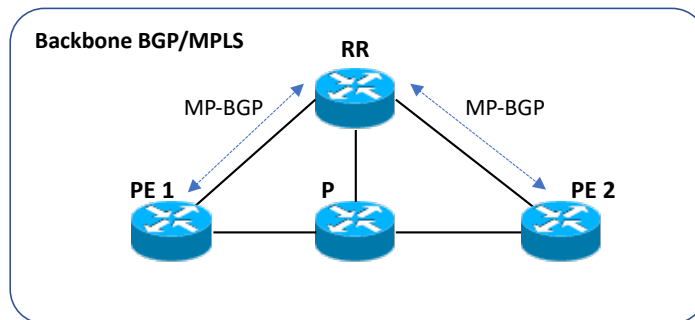 Backbone BGP/MPLS
RR
MP-BGP
MP-BGP
PE 1
P
PE 2